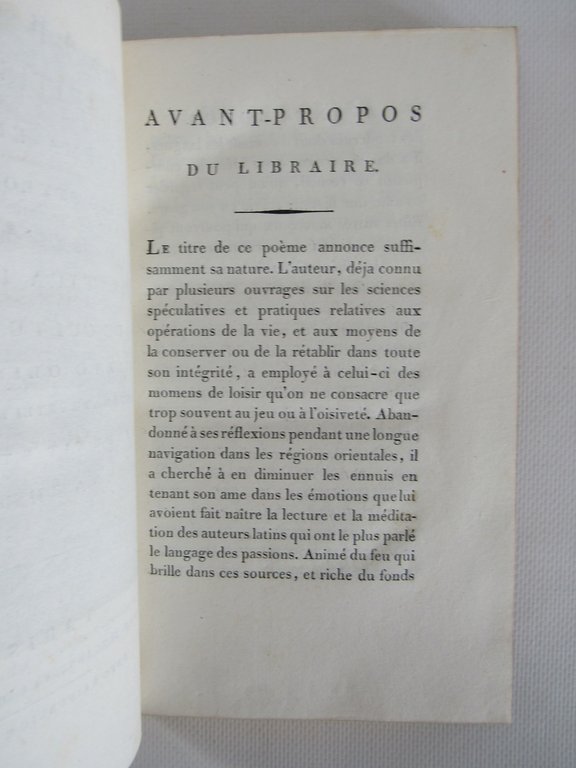 AVANT-PROPOS
DU LIBRAIRE.
LE titre de ce poème annonce suffi-
samment sa nature. L'auteur, déja connu
par plusieurs ouvrages sur les sciences
spéculatives et pratiques relatives aux
opérations de la vie, et aux moyens de
la conserver ou de la rétablir dans toute
son intégrité, a employé à celui-ci des
momens de loisir qu'on ne consacre que
trop souvent au jeu ou à l'oisiveté. Aban-
donné à ses réflexions pendant une longue
navigation dans les régions orientales, il
a cherché à en diminuer les ennuis en
tenant son ame dans les émotions que lui
avoient fait naître la lecture et la médita-
tion des auteurs latins qui ont le plus parlé
le langage des passions. Animé du feu qui
brille dans ces sources, et riche du fonds